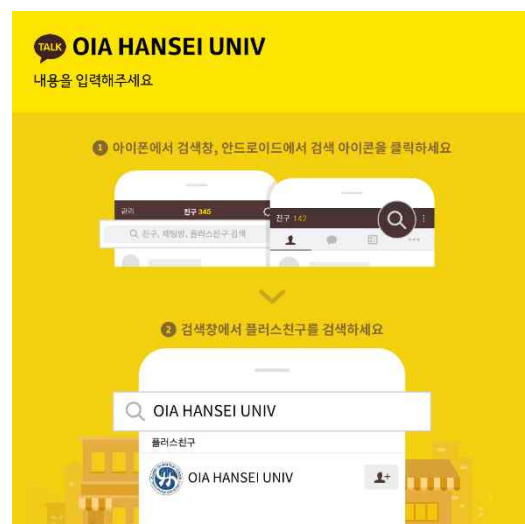 TALK OIA HANSEI UNIV
내용을 입력해주세요
1 아이폰에서 검색창, 안드로이드에서 검색 아이콘을 클릭하세요
관리 친구 345
친구, 채팅방, 플러스친구 검색
친구 142
2 검색창에서 플러스친구를 검색하세요
OIA HANSEI UNIV
플러스친구
OIA HANSEI UNIV